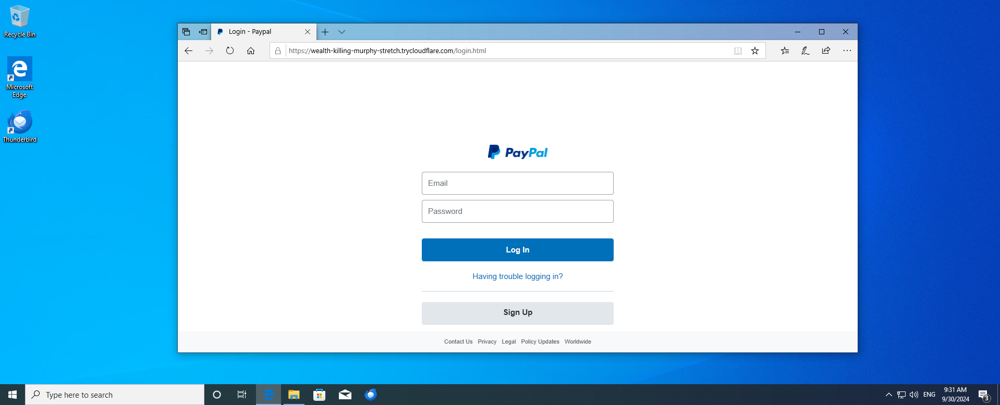 Recycle Bin
Microsoft
Edge
Thunderbird
Login - Paypal
https://wealth-killing-murphy-stretch.trycloudflare.com/login.html
PayPal
Email
Password
Log In
Having trouble logging in?
Sign Up
Contact Us Privacy Legal Policy Updates Worldwide
Type here to search
ENG
9:31 AM
9/30/2024
3